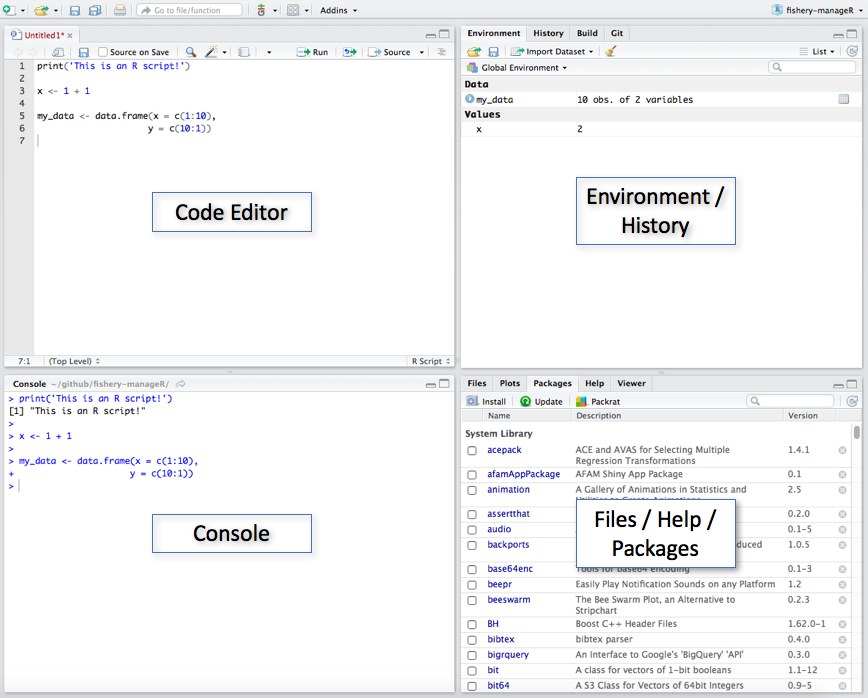 Go to file/function
Addins
fishery-manageR
Untitled1*
Source on Save
Run
Source
1 print('This is an R script!')
2
3 x <- 1 + 1
4
5 my_data <- data.frame(x = c(1:10),
6 y = c(10:1))
7
Code Editor
7:1 (Top Level) R Script
Environment History Build Git
Import Dataset List
Global Environment
Data
my_data 10 obs. of 2 variables
Values
x 2
Environment /
History
Console ~/github/fishery-manageR/
> print('This is an R script!')
[1] "This is an R script!"
>
> x <- 1 + 1
>
> my_data <- data.frame(x = c(1:10),
+ y = c(10:1))
>
Console
Files Plots Packages Help Viewer
Install Update Packrat
Name Description Version
System Library
acepack ACE and AVAS for Selecting Multiple 1.4.1
Regression Transformations
afamAppPackage AFAM Shiny App Package 0.1
animation A Gallery of Animations in Statistics and 2.5
assertthat 0.2.0
audio 0.1-5
backports 1.0.5
base64enc Tools for base64 encoding 0.1-3
Files / Help /
Packages
beepr Easily Play Notification Sounds on any Platform 1.2
beeswarm The Bee Swarm Plot, an Alternative to 0.2.3
Stripchart
BH Boost C++ Header Files 1.62.0-1
bibtex bibtex parser 0.4.0
bigrquery An Interface to Google's 'BigQuery' 'API' 0.3.0
bit A class for vectors of 1-bit booleans 1.1-12
bit64 A S3 Class for Vectors of 64bit Integers 0.9-5